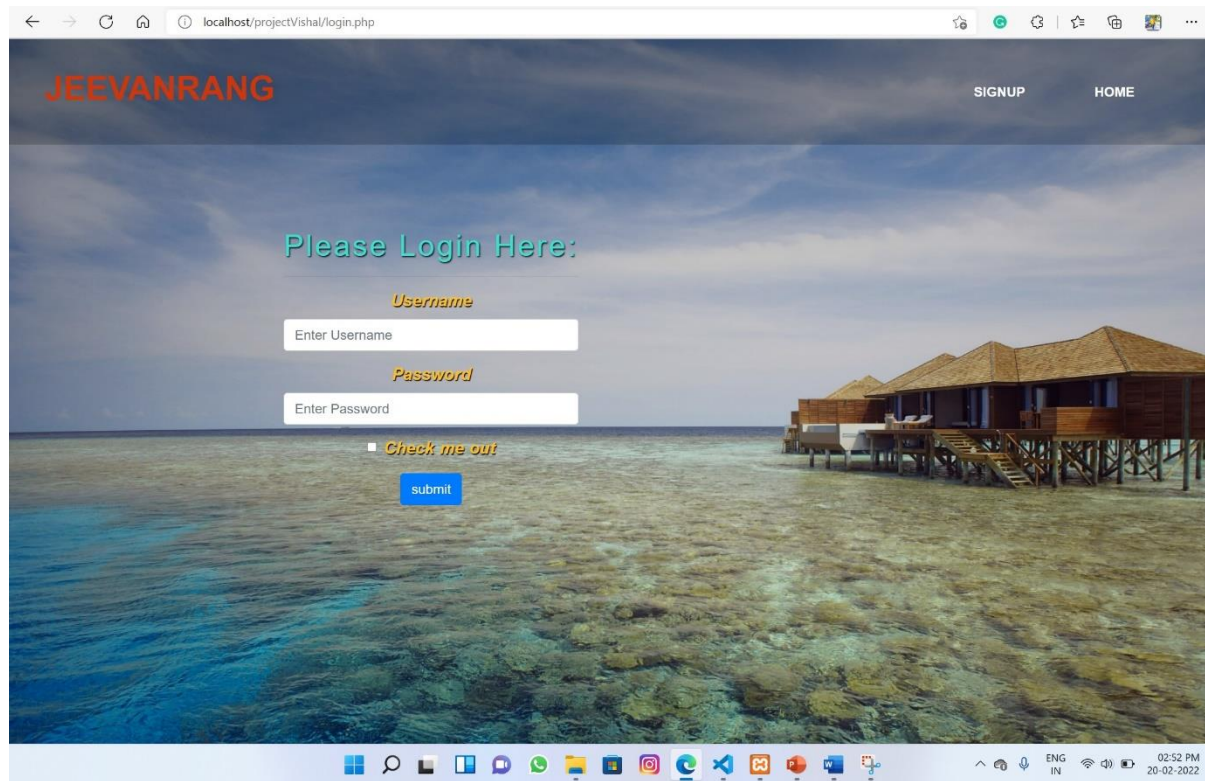 localhost/projectVishal/login.php
JEEVANRANG
SIGNUP HOME
Please Login Here:
Username
Enter Username
Password
Enter Password
Check me out
submit
ENG
IN
02:52 PM
20-02-2022